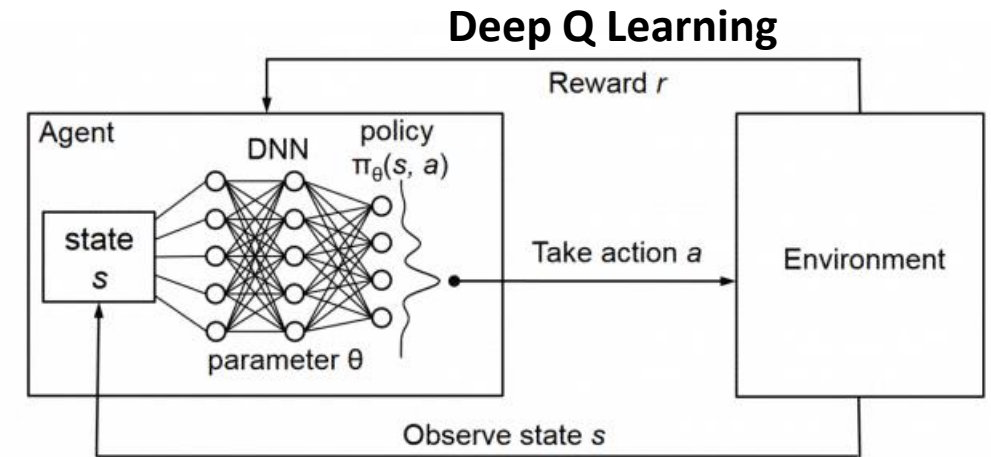 Deep Q Learning
Reward r
Agent
DNN
policy
πθ(s, a)
state
s
Take action a
Environment
parameter θ
Observe state s